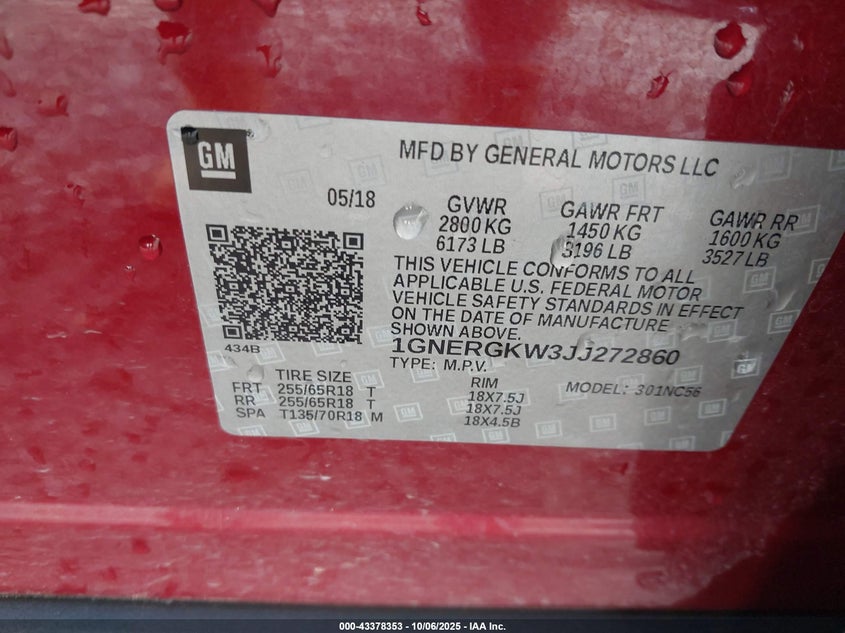 GM
MFD BY GENERAL MOTORS LLC
05/18
GVWR
2800 KG
6173 LB
GAWR FRT
1450 KG
3196 LB
GAWR RR
1600 KG
3527 LB
THIS VEHICLE CONFORMS TO ALL
APPLICABLE U.S. FEDERAL MOTOR
VEHICLE SAFETY STANDARDS IN EFFECT
ON THE DATE OF MANUFACTURE
SHOWN ABOVE.
434B
1GNERGKW3JJ272860
TYPE: M.P.V.
MODEL: 301NC56
TIRE SIZE
RIM
FRT 255/65R18 T 18X7.5J
RR 255/65R18 T 18X7.5J
SPA T135/70R18 M 18X4.5B
000-43378353 - 10/06/2025 - IAA Inc.